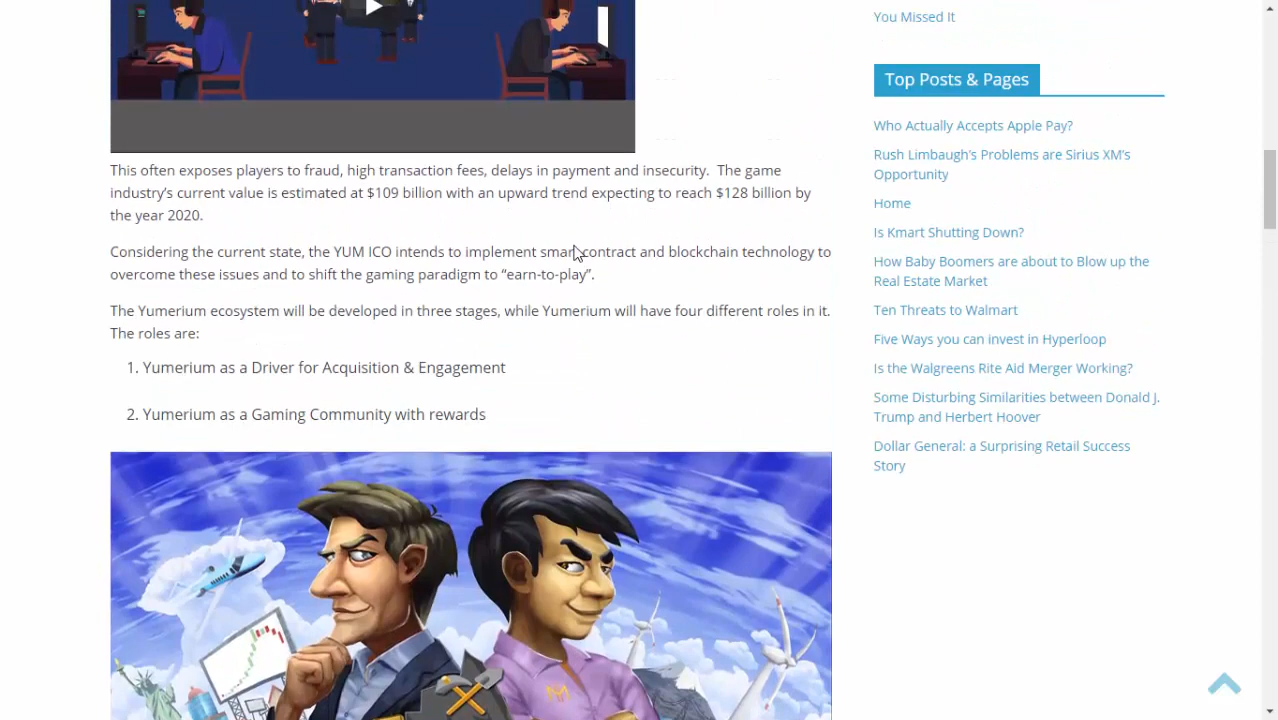 This often exposes players to fraud, high transaction fees, delays in payment and insecurity.  The game
industry's current value is estimated at $109 billion with an upward trend expecting to reach $128 billion by
the year 2020.
Considering the current state, the YUM ICO intends to implement smart contract and blockchain technology to
overcome these issues and to shift the gaming paradigm to “earn-to-play”.
The Yumerium ecosystem will be developed in three stages, while Yumerium will have four different roles in it.
The roles are:
1. Yumerium as a Driver for Acquisition & Engagement
2. Yumerium as a Gaming Community with rewards
You Missed It
Top Posts & Pages
Who Actually Accepts Apple Pay?
Rush Limbaugh's Problems are Sirius XM's
Opportunity
Home
Is Kmart Shutting Down?
How Baby Boomers are about to Blow up the
Real Estate Market
Ten Threats to Walmart
Five Ways you can invest in Hyperloop
Is the Walgreens Rite Aid Merger Working?
Some Disturbing Similarities between Donald J.
Trump and Herbert Hoover
Dollar General: a Surprising Retail Success
Story